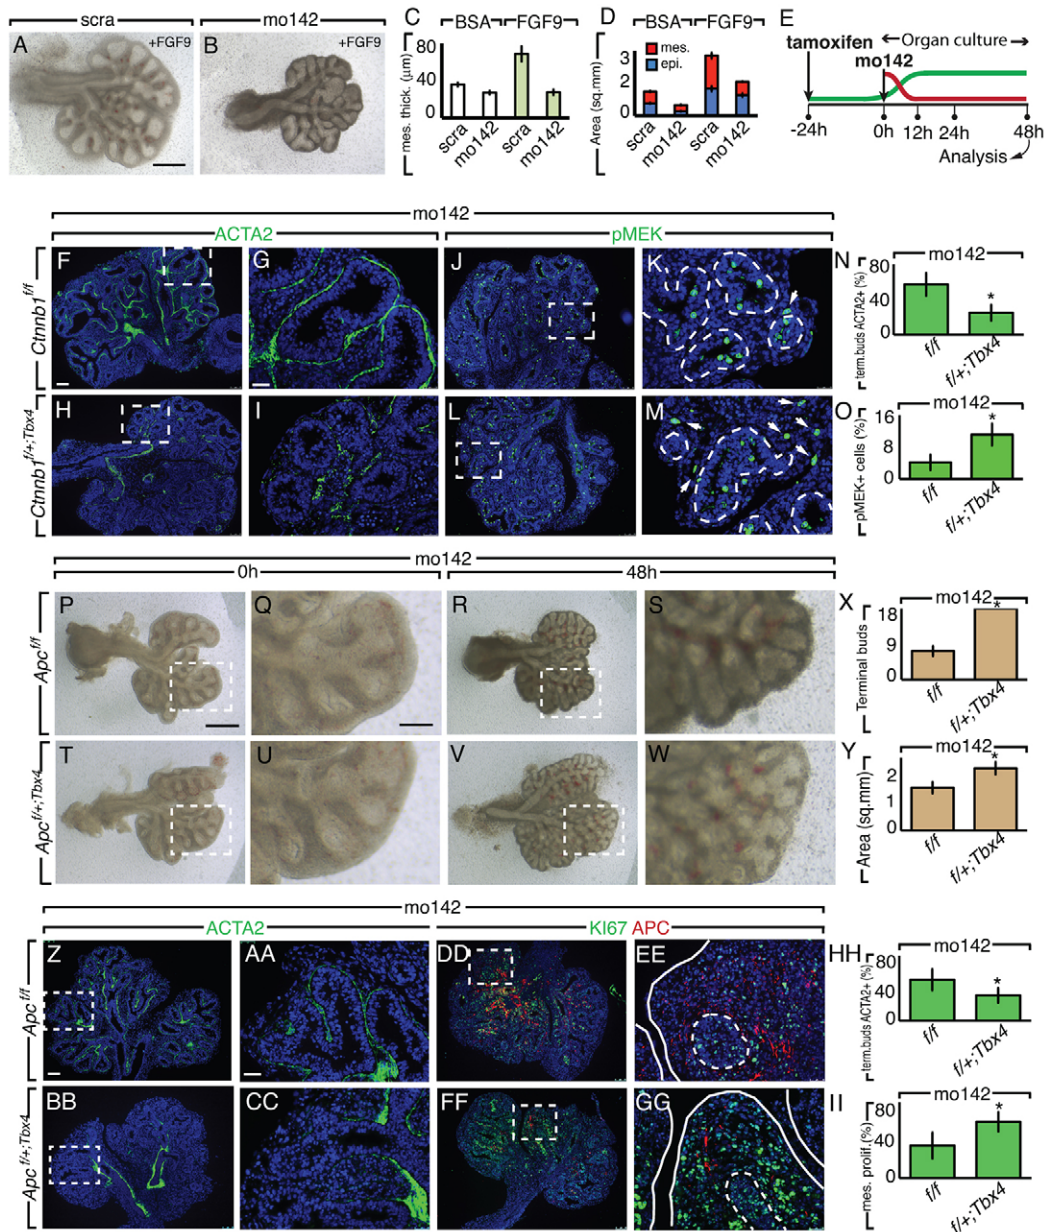 scra
mo142
A
+FGF9
B
+FGF9
C
BSA
FGF9
mes. thick. (μm)
80
40
0
scra
mo142
scra
mo142
D
BSA
FGF9
Area (sq.mm)
3
2
1
0
mes.
epi.
scra
mo142
scra
mo142
E
tamoxifen
Organ culture
mo142
-24h
0h
12h
24h
48h
Analysis
mo142
ACTA2
pMEK
Ctnnb1f/f
F
G
J
K
Ctnnb1f/+;Tbx4
H
I
L
M
N
mo142
term.buds ACTA2+ (%)
80
40
0
*
f/f
f/+;Tbx4
O
mo142
pMEK+ cells (%)
16
8
0
*
f/f
f/+;Tbx4
mo142
0h
48h
Apcf/f
P
Q
R
S
Apcf/+;Tbx4
T
U
V
W
X
mo142
Terminal buds
18
12
6
0
*
f/f
f/+;Tbx4
Y
mo142
Area (sq.mm)
2
1
0
*
f/f
f/+;Tbx4
mo142
ACTA2
KI67 APC
Apcf/f
Z
AA
DD
EE
Apcf/+;Tbx4
BB
CC
FF
GG
HH
mo142
term.buds ACTA2+ (%)
80
40
0
*
f/f
f/+;Tbx4
II
mo142
mes. prolif.(%)
80
40
0
*
f/f
f/+;Tbx4